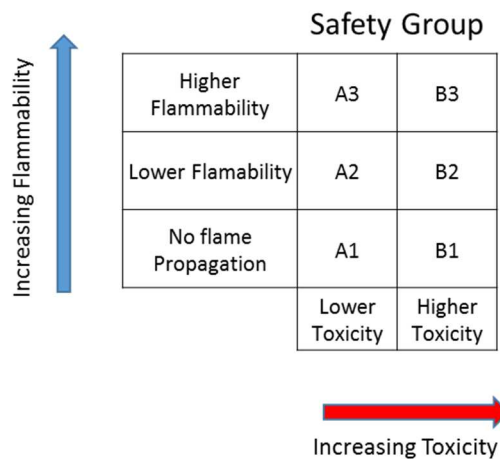 Safety Group
Increasing Flammability
Higher
Flammability
A3
B3
Lower Flamability
A2
B2
No flame
Propagation
A1
B1
Lower
Toxicity
Higher
Toxicity
Increasing Toxicity